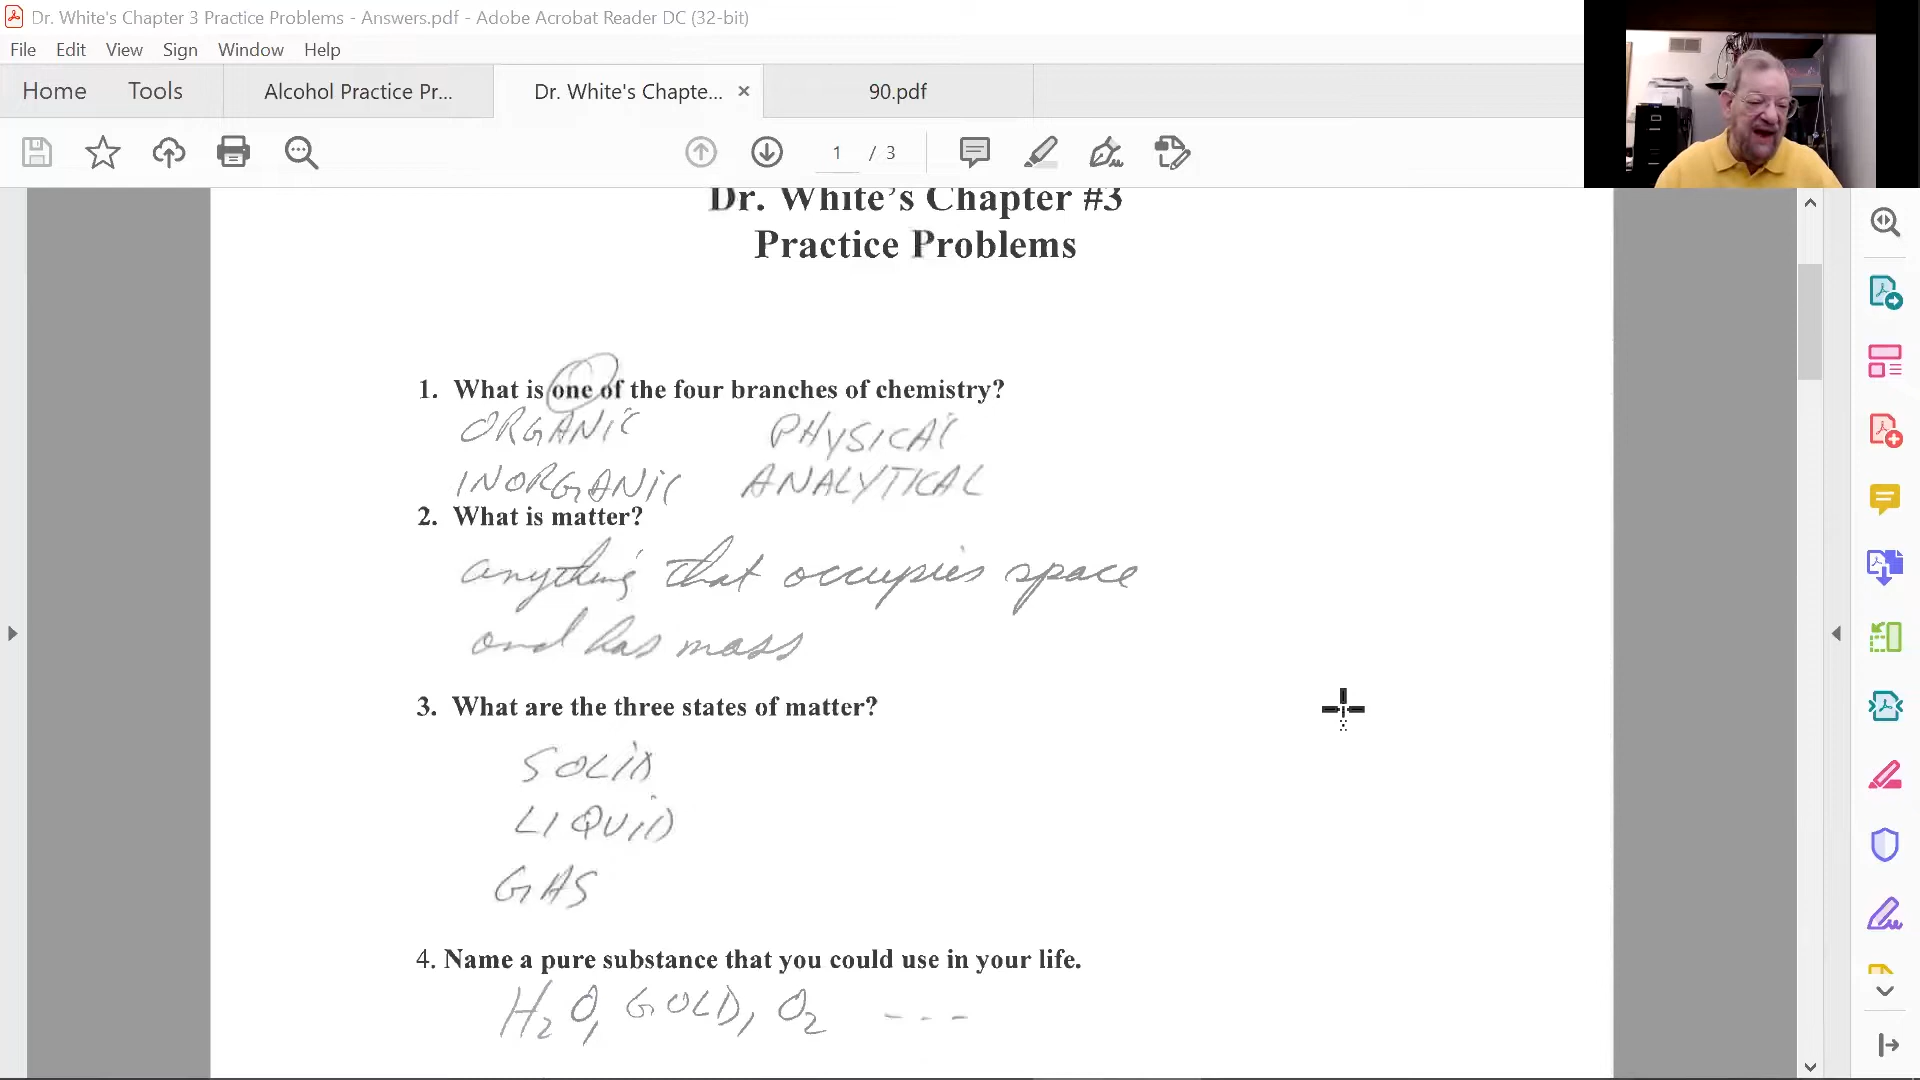 Dr. White's Chapter 3 Practice Problems - Answers.pdf - Adobe Acrobat Reader DC (32-bit)
File Edit View Sign Window Help
Home Tools Alcohol Practice Pr... Dr. White's Chapte... × 90.pdf
1 / 3
Dr. White's Chapter #3
Practice Problems
1. What is one of the four branches of chemistry?
ORGANIC PHYSICAL
INORGANIC ANALYTICAL
2. What is matter?
anything that occupies space
and has mass
3. What are the three states of matter?
SOLID
LIQUID
GAS
4. Name a pure substance that you could use in your life.
H2O, GOLD, O2 ---